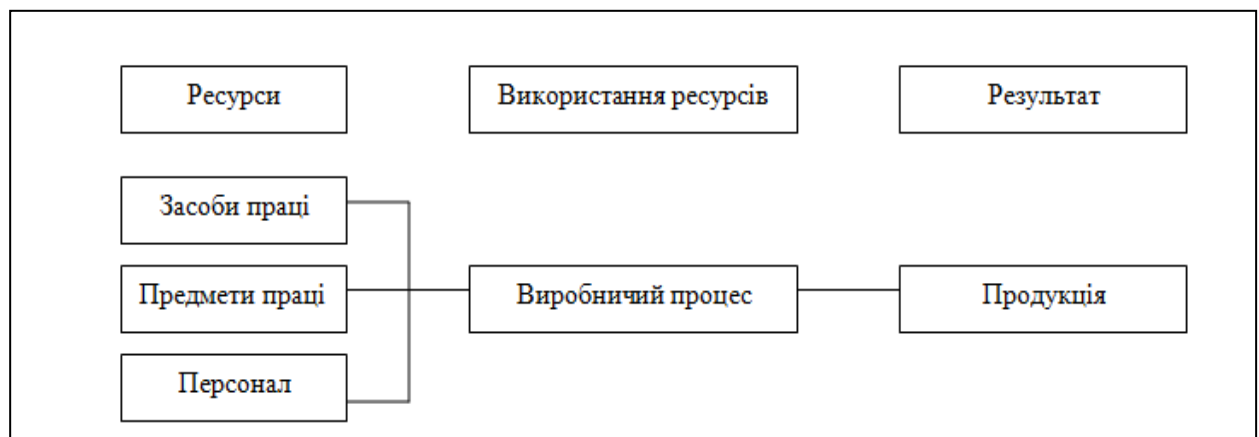 Ресурси
Використання ресурсів
Результат
Засоби праці
Предмети праці
Виробничий процес
Продукція
Персонал